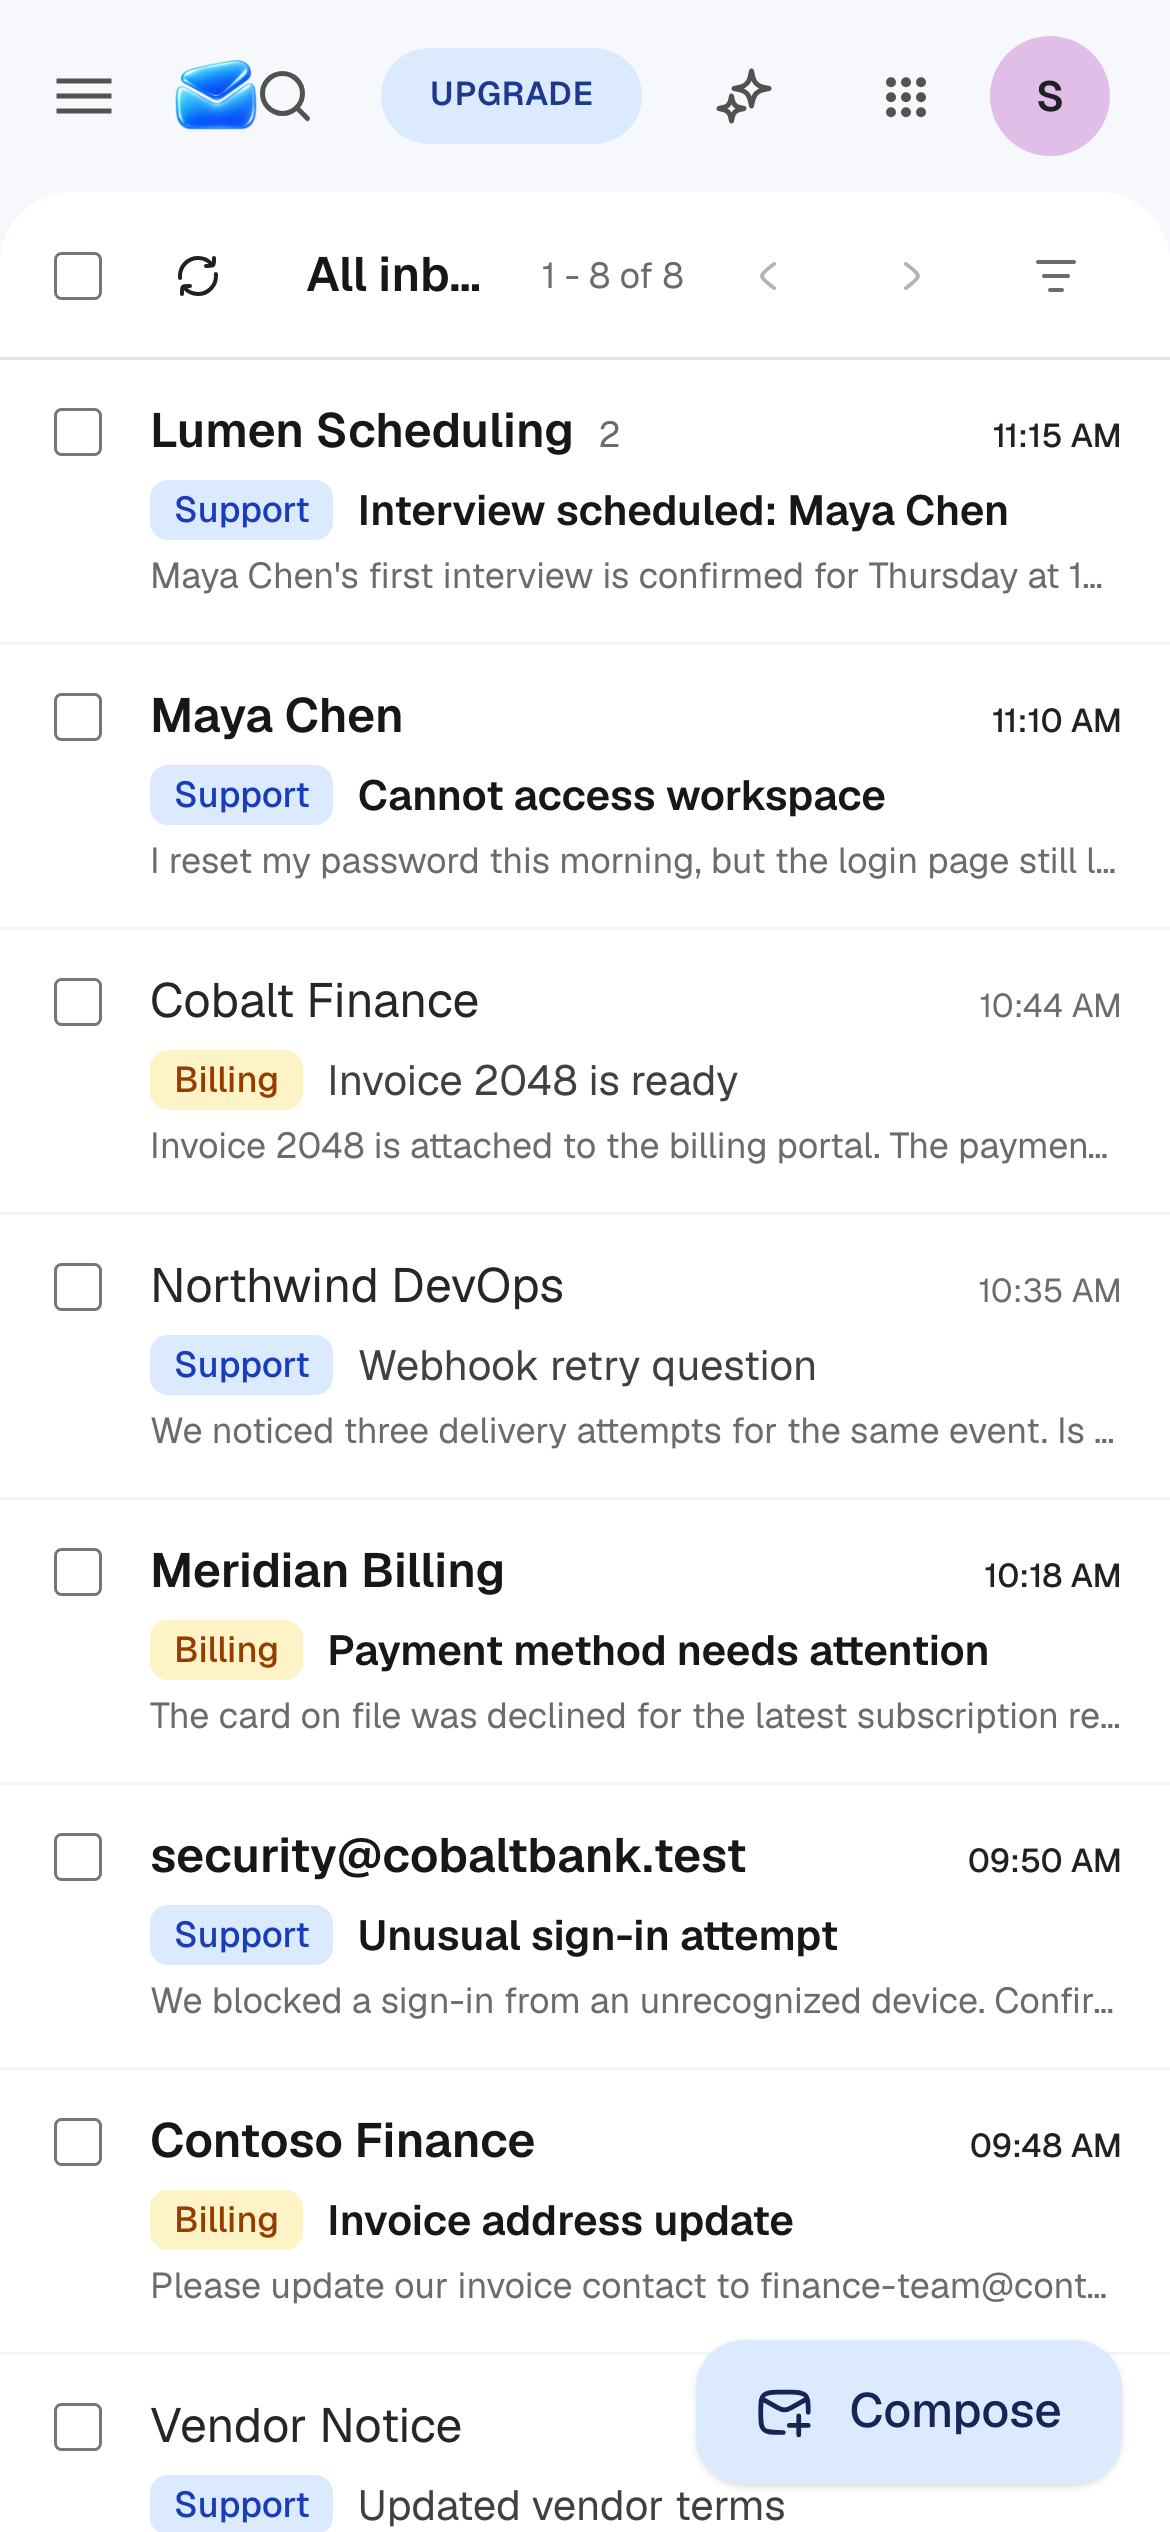 UPGRADE
S
All inb...
1 - 8 of 8
Lumen Scheduling 2
11:15 AM
Support Interview scheduled: Maya Chen
Maya Chen's first interview is confirmed for Thursday at 1...
Maya Chen
11:10 AM
Support Cannot access workspace
I reset my password this morning, but the login page still l...
Cobalt Finance
10:44 AM
Billing Invoice 2048 is ready
Invoice 2048 is attached to the billing portal. The paymen...
Northwind DevOps
10:35 AM
Support Webhook retry question
We noticed three delivery attempts for the same event. Is ...
Meridian Billing
10:18 AM
Billing Payment method needs attention
The card on file was declined for the latest subscription re...
security@cobaltbank.test
09:50 AM
Support Unusual sign-in attempt
We blocked a sign-in from an unrecognized device. Confir...
Contoso Finance
09:48 AM
Billing Invoice address update
Please update our invoice contact to finance-team@cont...
Vendor Notice
Compose
Support Updated vendor terms